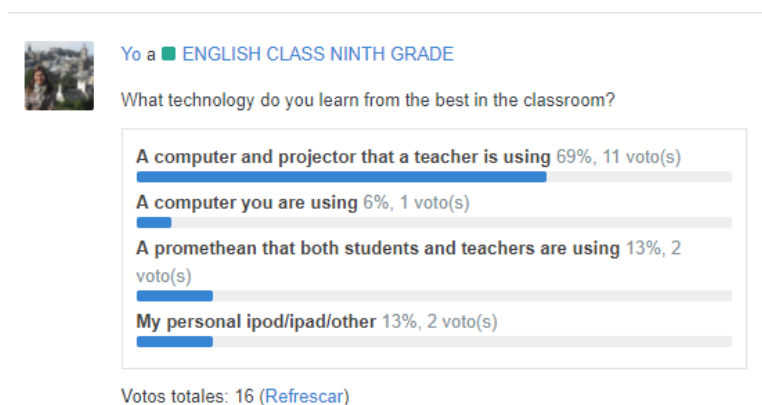 Yo a ENGLISH CLASS NINTH GRADE
What technology do you learn from the best in the classroom?
A computer and projector that a teacher is using 69%, 11 voto(s)
A computer you are using 6%, 1 voto(s)
A promethean that both students and teachers are using 13%, 2
voto(s)
My personal ipod/ipad/other 13%, 2 voto(s)
Votos totales: 16 (Refrescar)